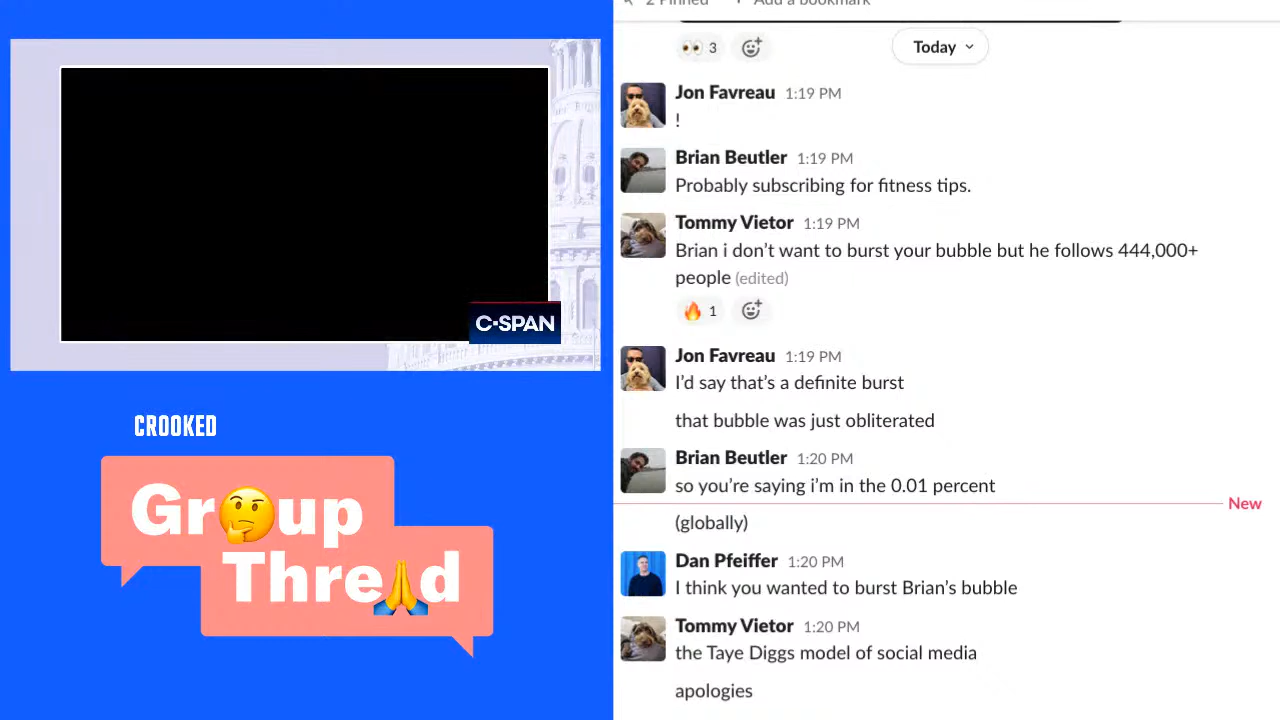 C-SPAN
CROOKED
Gr🤔up
Thre🙏d
2 Pinned
Add a bookmark
👀 3
Today
Jon Favreau 1:19 PM
!
Brian Beutler 1:19 PM
Probably subscribing for fitness tips.
Tommy Vietor 1:19 PM
Brian i don’t want to burst your bubble but he follows 444,000+
people (edited)
🔥 1
Jon Favreau 1:19 PM
I’d say that’s a definite burst
that bubble was just obliterated
Brian Beutler 1:20 PM
so you’re saying i’m in the 0.01 percent
New
(globally)
Dan Pfeiffer 1:20 PM
I think you wanted to burst Brian’s bubble
Tommy Vietor 1:20 PM
the Taye Diggs model of social media
apologies